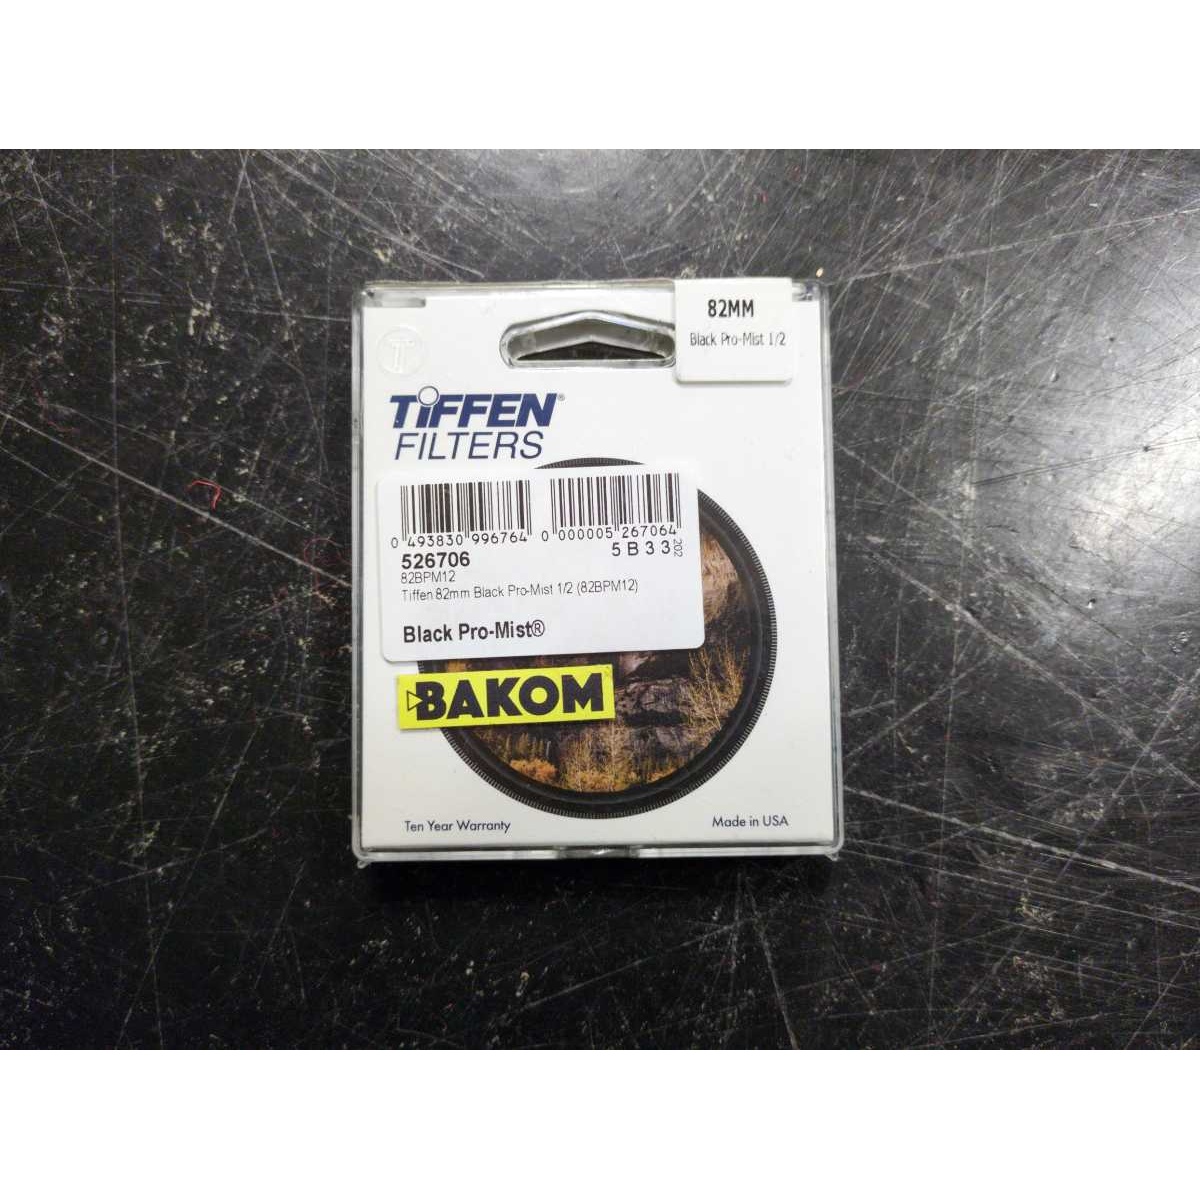 82MM
Black Pro-Mist 1/2
T
TiFFEN®
FILTERS
0 493830 996764
0 000005 267064
526706
5 B 3 3
202
82BPM12
Tiffen 82mm Black Pro-Mist 1/2 (82BPM12)
Black Pro-Mist®
BAKOM
Ten Year Warranty
Made in USA